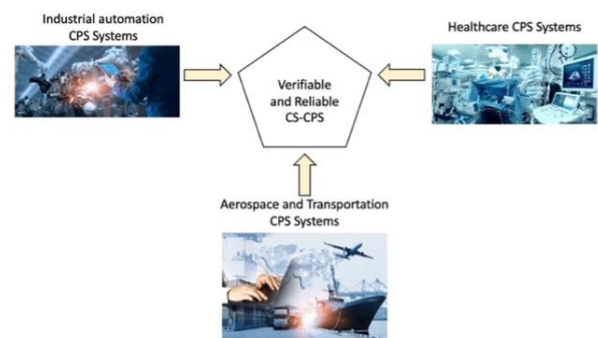 Industrial automation
CPS Systems
Healthcare CPS Systems
Verifiable
and Reliable
CS-CPS
Aerospace and Transportation
CPS Systems